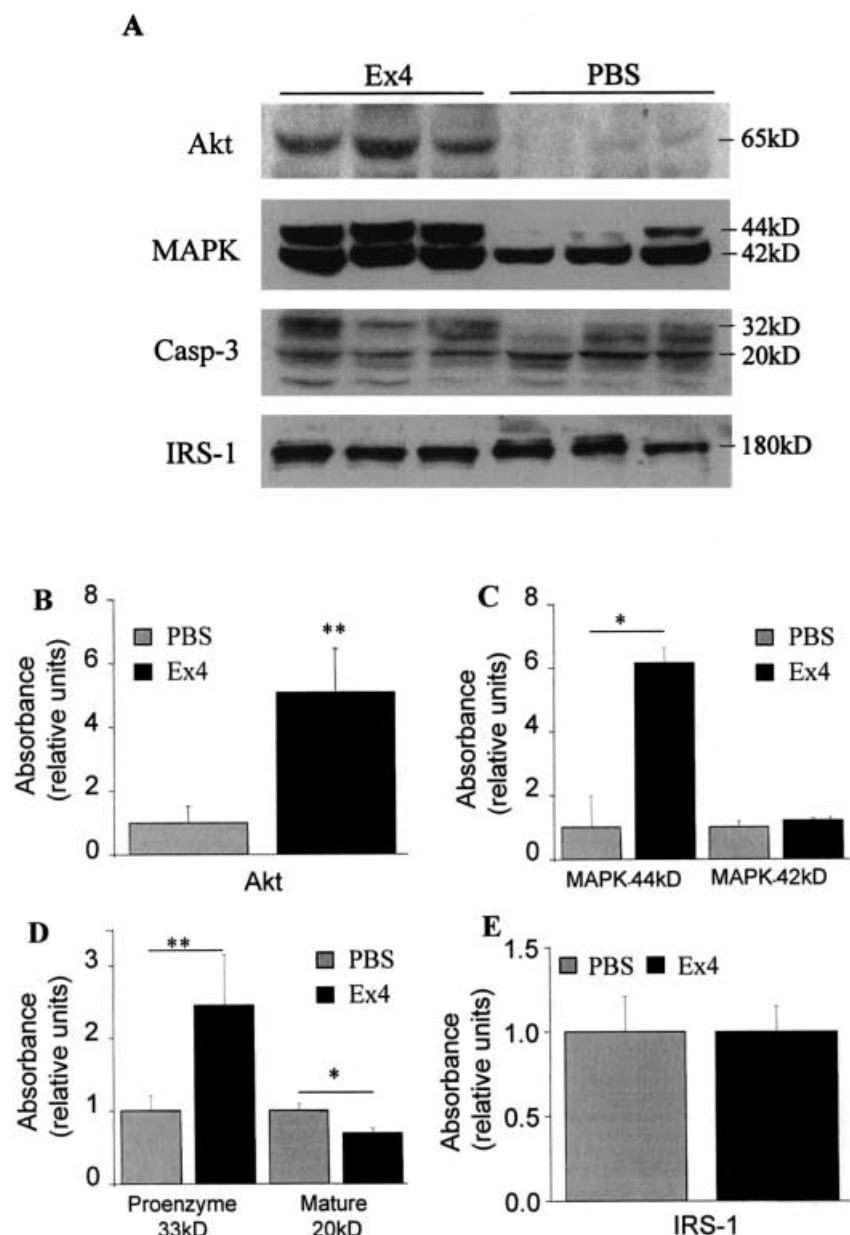 A
Ex4 PBS
Akt 65kD
MAPK 44kD
42kD
Casp-3 32kD
20kD
IRS-1 180kD
B
Absorbance
(relative units)
8
6
4
2
0
PBS
Ex4
**
Akt
C
Absorbance
(relative units)
8
6
4
2
0
*
PBS
Ex4
MAPK-44kD MAPK-42kD
D
Absorbance
(relative units)
3
2
1
0
**
*
PBS
Ex4
Proenzyme Mature
33kD 20kD
E
Absorbance
(relative units)
1.5
1.0
0.5
0.0
PBS Ex4
IRS-1